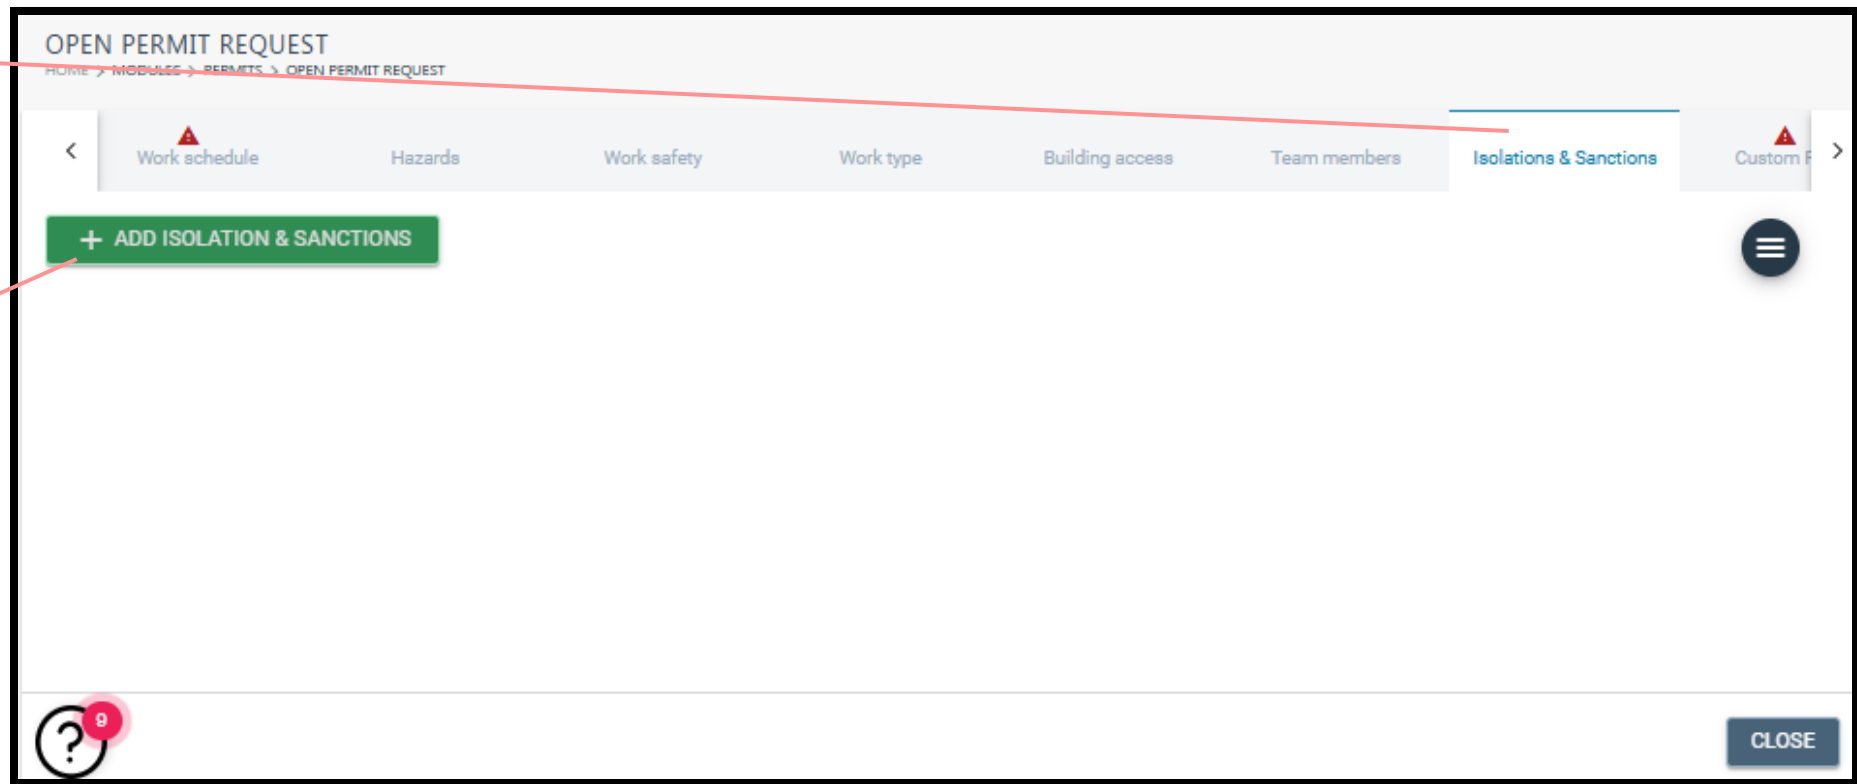 OPEN PERMIT REQUEST
HOME > MODULES > PERMITS > OPEN PERMIT REQUEST
Work schedule Hazards Work safety Work type Building access Team members Isolations & Sanctions Custom F
+ ADD ISOLATION & SANCTIONS
9
?
CLOSE